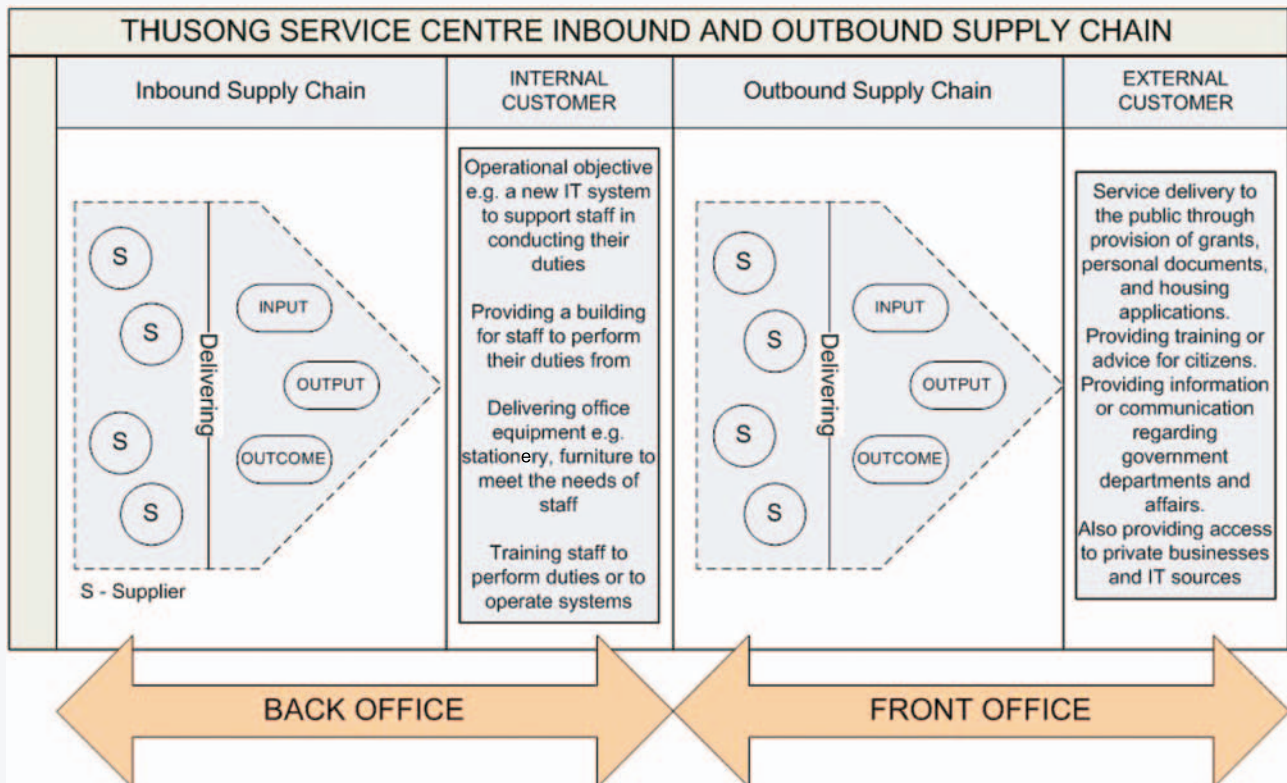 THUSONG SERVICE CENTRE INBOUND AND OUTBOUND SUPPLY CHAIN
Inbound Supply Chain
INTERNAL
CUSTOMER
Outbound Supply Chain
EXTERNAL
CUSTOMER
S
S
S
S
Delivering
INPUT
OUTPUT
OUTCOME
S - Supplier
Operational objective
e.g. a new IT system
to support staff in
conducting their
duties
Providing a building
for staff to perform
their duties from
Delivering office
equipment e.g.
stationery, furniture to
meet the needs of
staff
Training staff to
perform duties or to
operate systems
S
S
S
S
Delivering
INPUT
OUTPUT
OUTCOME
Service delivery to
the public through
provision of grants,
personal documents,
and housing
applications.
Providing training or
advice for citizens.
Providing information
or communication
regarding
government
departments and
affairs.
Also providing access
to private businesses
and IT sources
BACK OFFICE
FRONT OFFICE